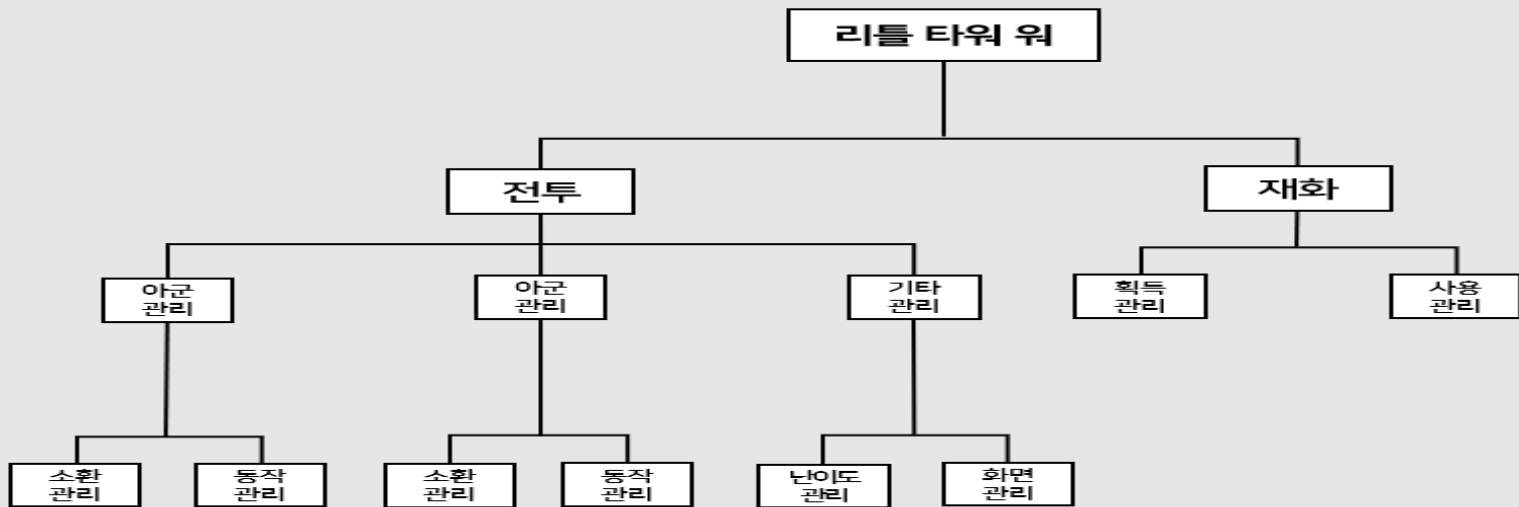 리틀 타워 워
전투
재화
아군
관리
아군
관리
기타
관리
획득
관리
사용
관리
소환
관리
동작
관리
소환
관리
동작
관리
난이도
관리
화면
관리